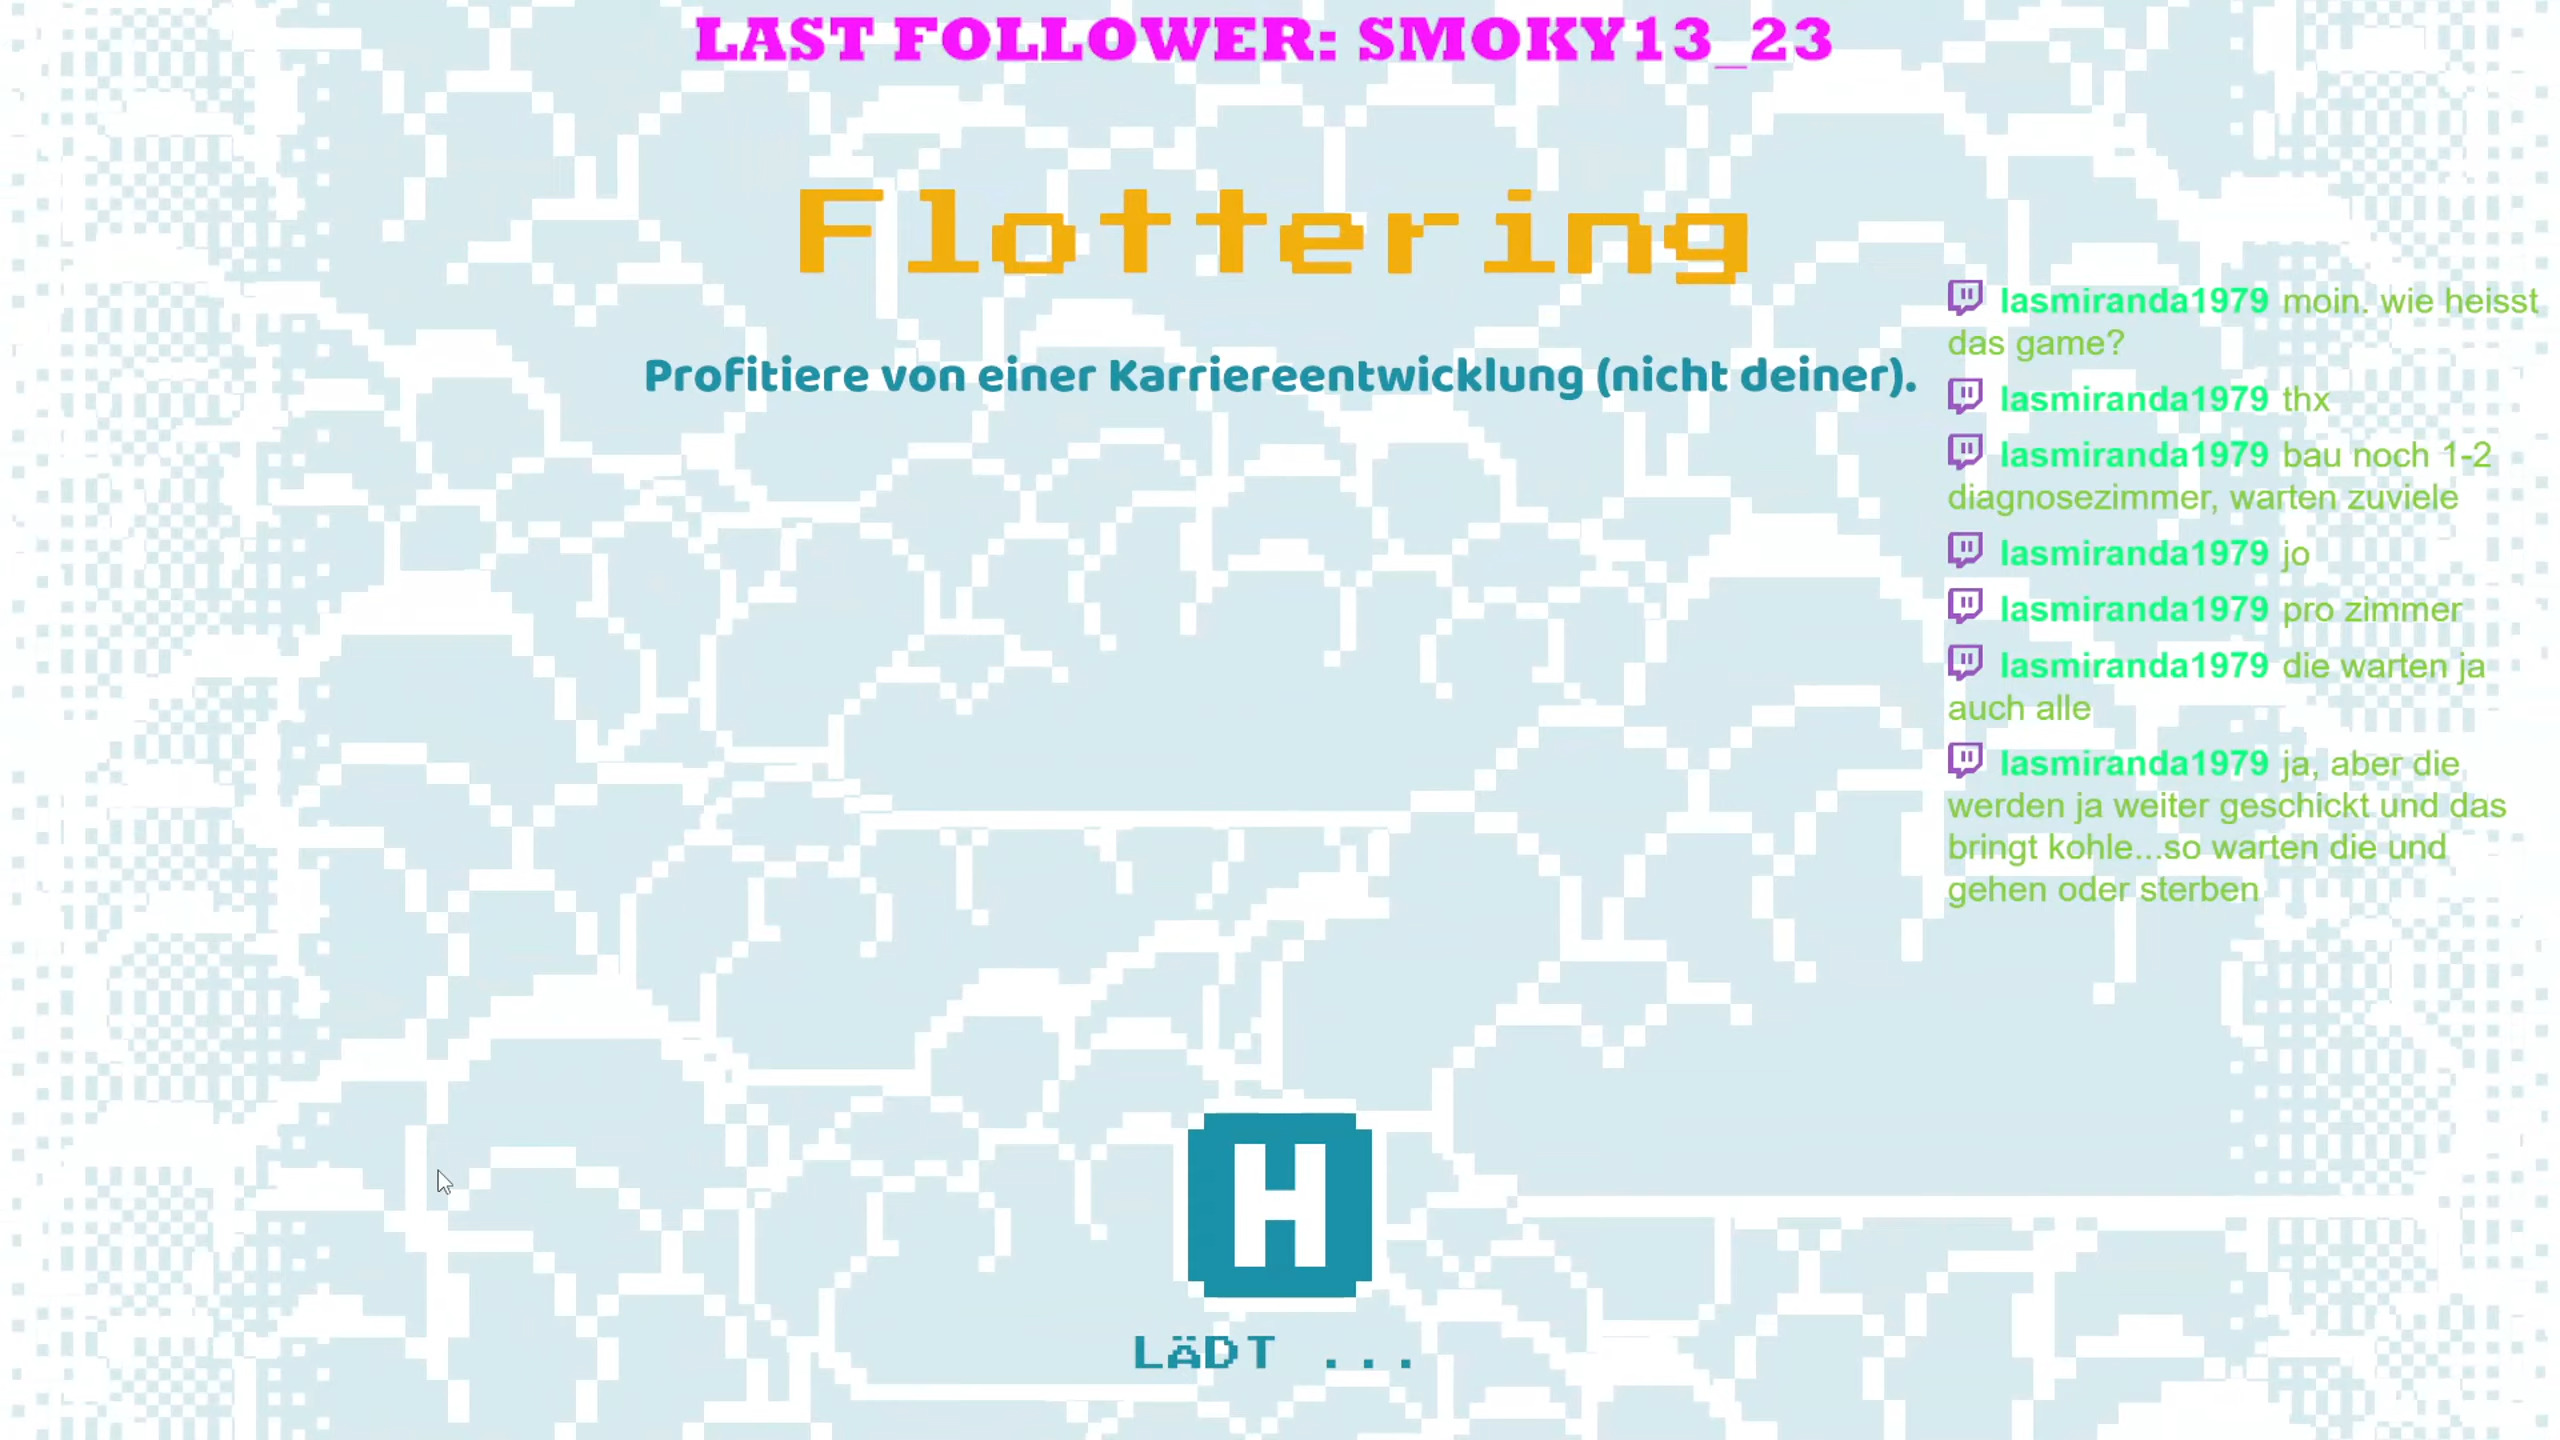 LAST FOLLOWER: SMOKY13_23
Flottering
Profitiere von einer Karriereentwicklung (nicht deiner).
lasmiranda1979 moin. wie heisst
das game?
lasmiranda1979 thx
lasmiranda1979 bau noch 1-2
diagnosezimmer, warten zuviele
lasmiranda1979 jo
lasmiranda1979 pro zimmer
lasmiranda1979 die warten ja
auch alle
lasmiranda1979 ja, aber die
werden ja weiter geschickt und das
bringt kohle...so warten die und
gehen oder sterben
H
LäDT ...